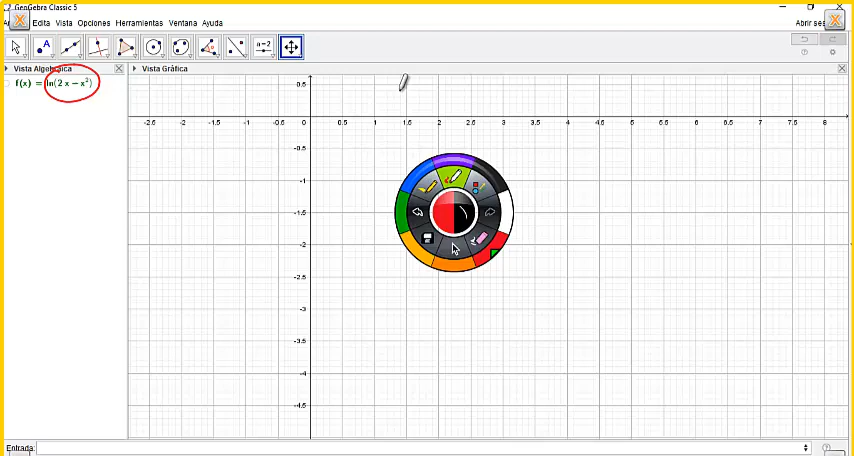 GeoGebra Classic 5
Edita Vista Opciones Herramientas Ventana Ayuda
A
a=2
Vista Algebraica
Vista Gráfica
f(x) = ln(2 x − x²)
0.5
-2.5 -2 -1.5 -1 -0.5 0 0.5 1 1.5 2 2.5 3 3.5 4 4.5 5 5.5 6 6.5 7 7.5 8
-0.5
-1
-1.5
-2
-2.5
-3
-3.5
-4
-4.5
Entrada: